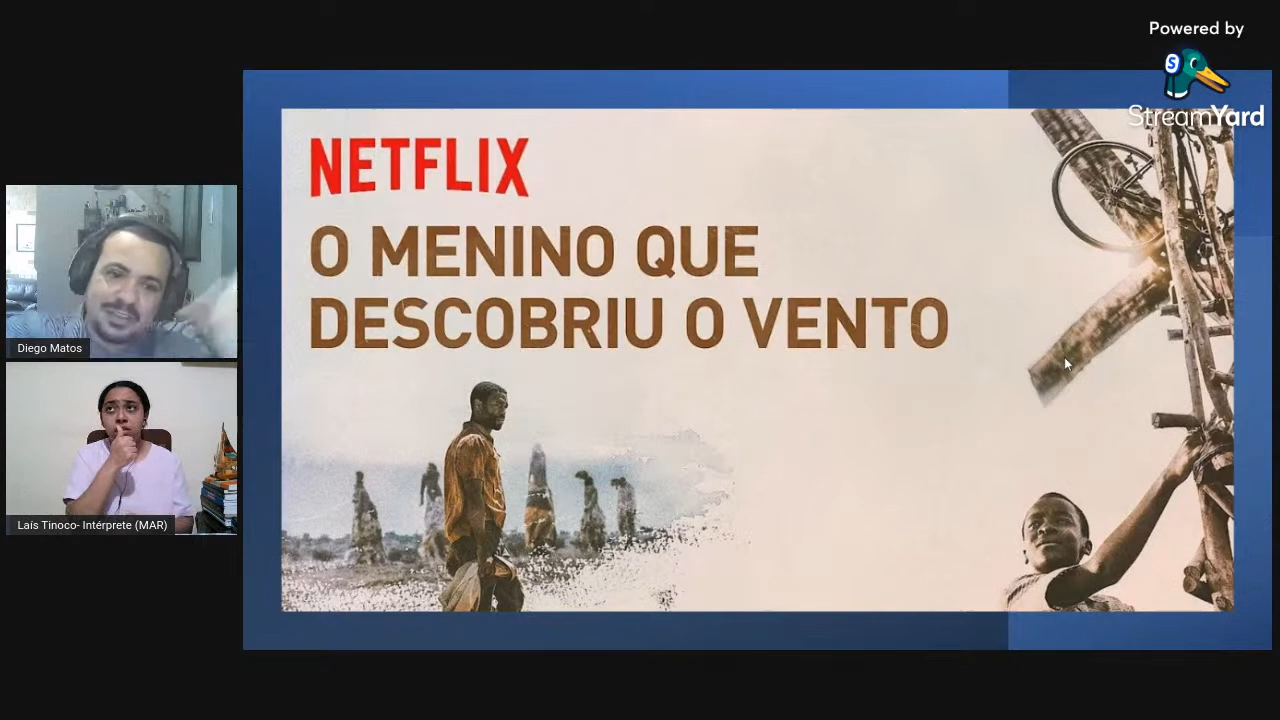 Powered by
S
StreamYard
NETFLIX
O MENINO QUE
DESCOBRIU O VENTO
Diego Matos
Laís Tinoco- Intérprete (MAR)